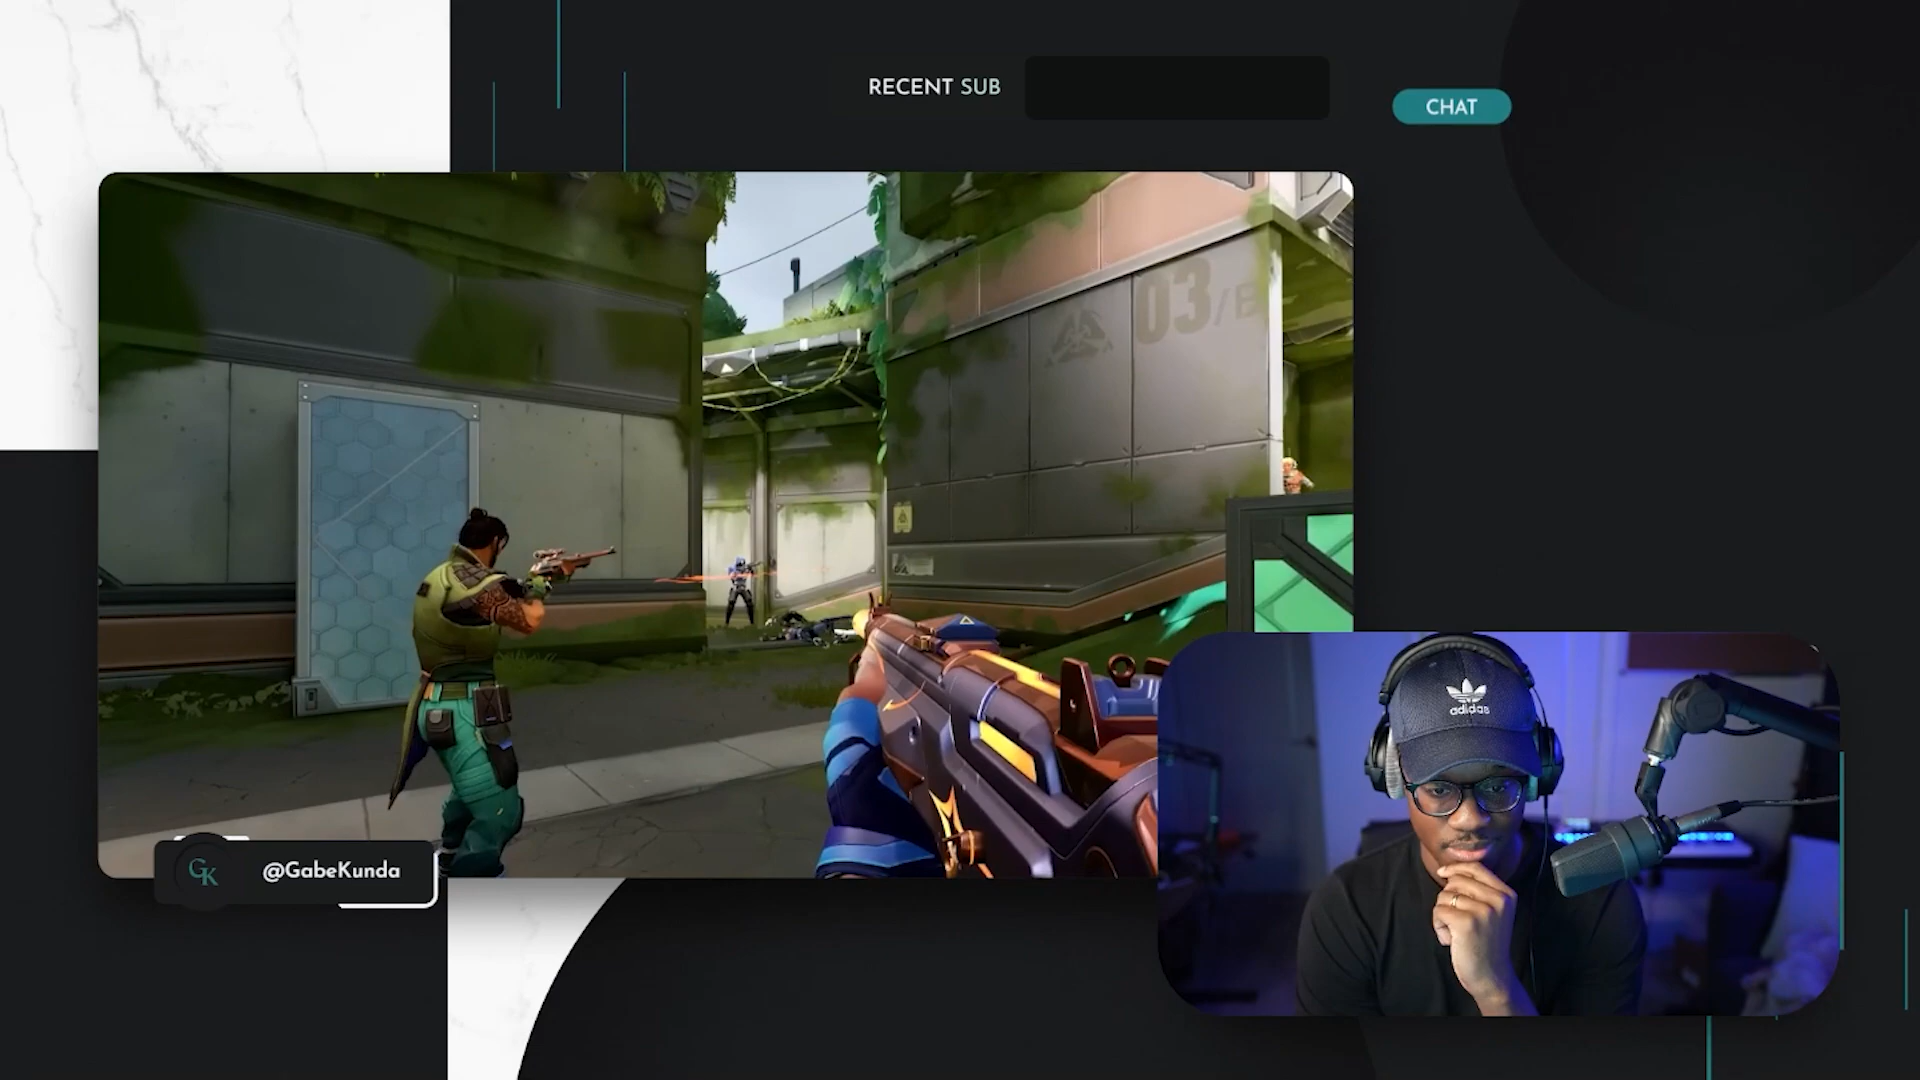 RECENT SUB
CHAT
03/B
adidas
GK
@GabeKunda